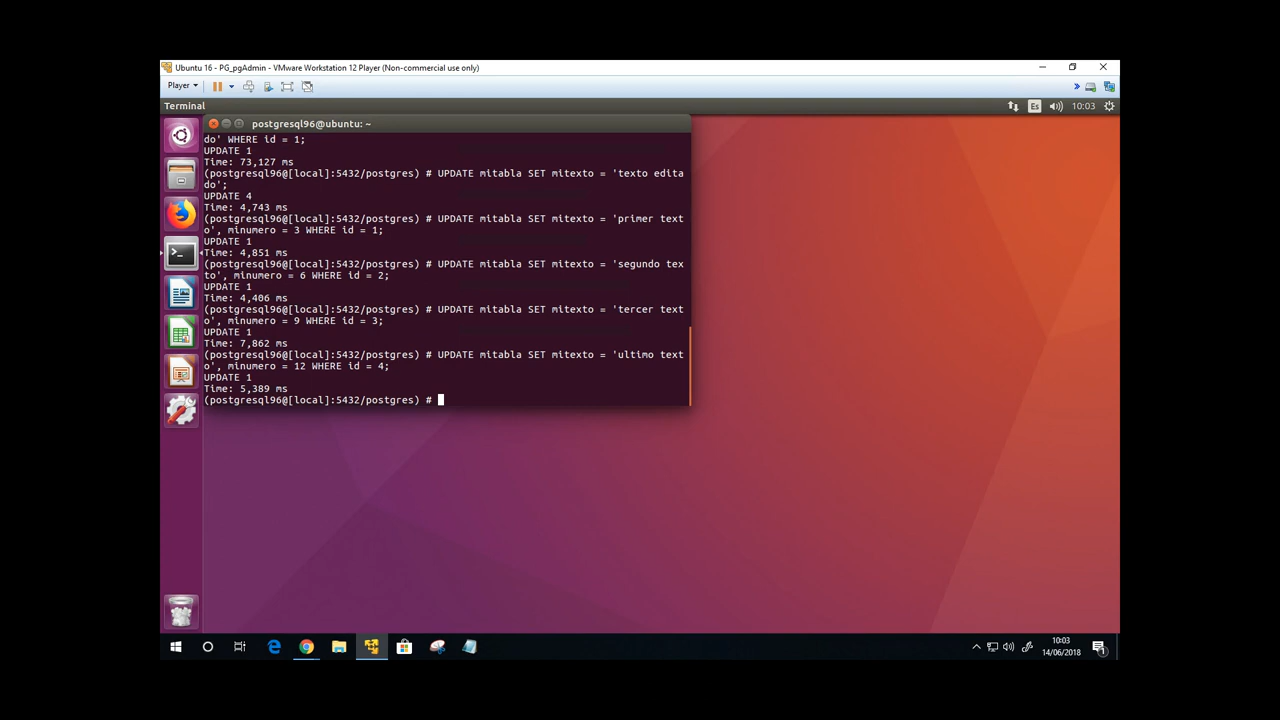 Ubuntu 16 - PG_pgAdmin - VMware Workstation 12 Player (Non-commercial use only)
Player
Terminal
Es
10:03
postgresql96@ubuntu: ~
do' WHERE id = 1;
UPDATE 1
Time: 73,127 ms
(postgresql96@[local]:5432/postgres) # UPDATE mitabla SET mitexto = 'texto edita
do';
UPDATE 4
Time: 4,743 ms
(postgresql96@[local]:5432/postgres) # UPDATE mitabla SET mitexto = 'primer text
o', minumero = 3 WHERE id = 1;
UPDATE 1
Time: 4,851 ms
(postgresql96@[local]:5432/postgres) # UPDATE mitabla SET mitexto = 'segundo tex
to', minumero = 6 WHERE id = 2;
UPDATE 1
Time: 4,406 ms
(postgresql96@[local]:5432/postgres) # UPDATE mitabla SET mitexto = 'tercer text
o', minumero = 9 WHERE id = 3;
UPDATE 1
Time: 7,862 ms
(postgresql96@[local]:5432/postgres) # UPDATE mitabla SET mitexto = 'ultimo text
o', minumero = 12 WHERE id = 4;
UPDATE 1
Time: 5,389 ms
(postgresql96@[local]:5432/postgres) #
10:03
14/06/2018
1